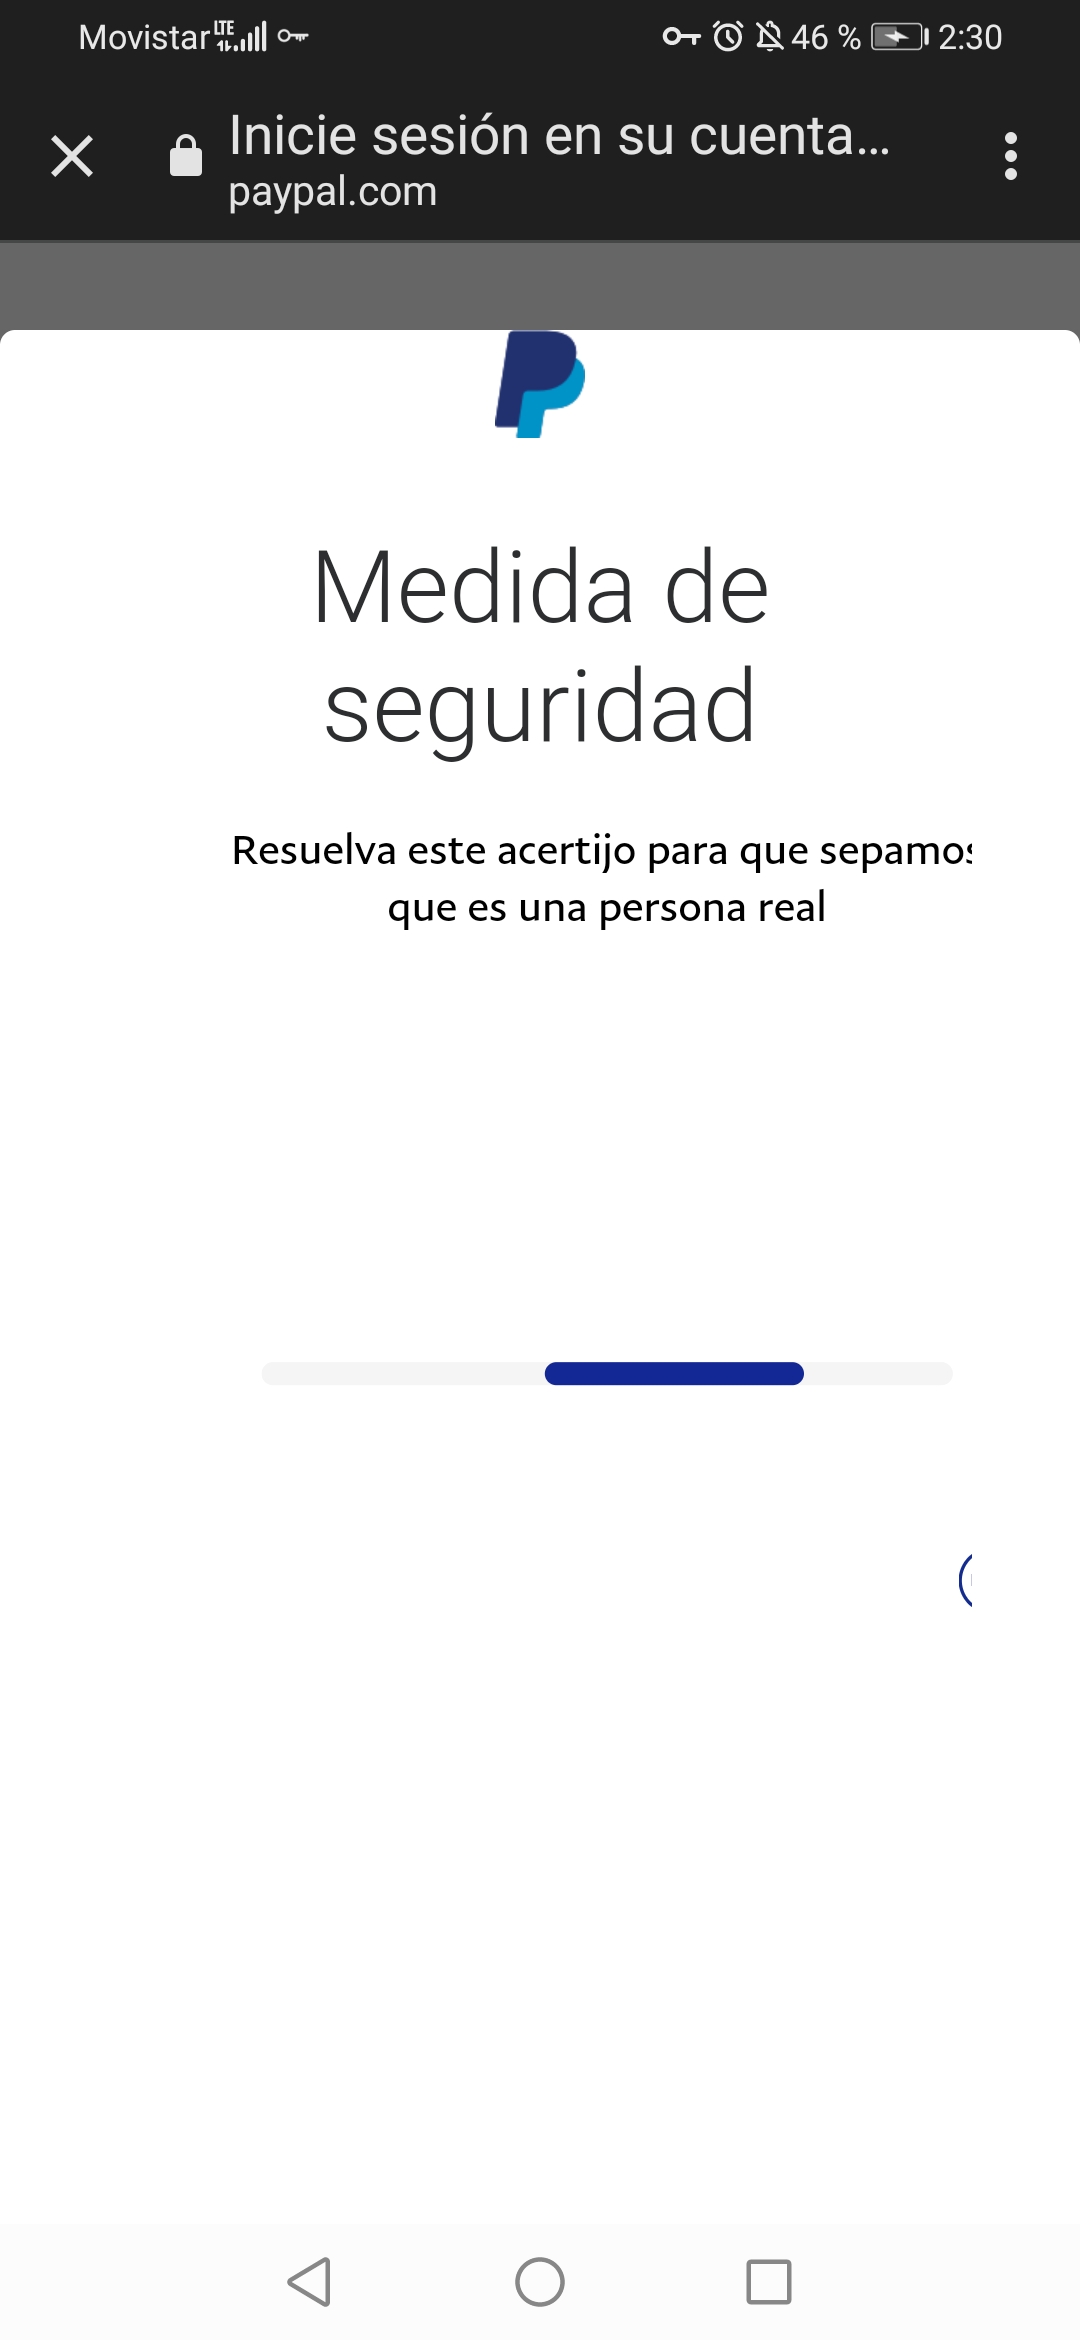 Movistar LTE 46 % 2:30
Inicie sesión en su cuenta...
paypal.com
Medida de
seguridad
Resuelva este acertijo para que sepamos
que es una persona real